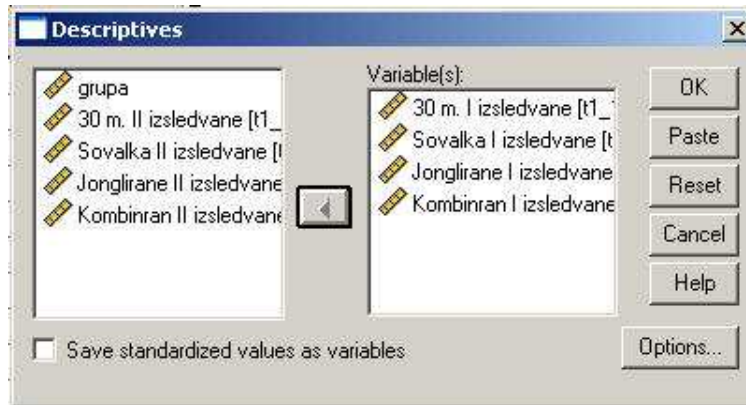 Descriptives
grupa
30 m. II izsledvane [t1_
Sovalka II izsledvane [
Jonglirane II izsledvane
Kombinran II izsledvane
Variable(s):
30 m. I izsledvane [t1_
Sovalka I izsledvane [t
Jonglirane I izsledvane
Kombinran I izsledvane
OK
Paste
Reset
Cancel
Help
Save standardized values as variables
Options...